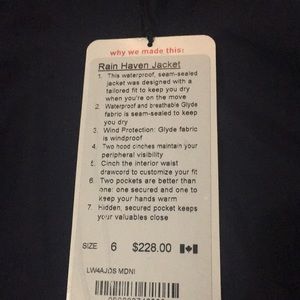 why we made this:
Rain Haven Jacket
1. This waterproof, seam-sealed
jacket was designed with a
tailored fit to keep you dry
when you're on the move
2. Waterproof and breathable Glyde
fabric is seam-sealed to keep
you dry
3. Wind Protection: Glyde fabric
is windproof
4. Two hood cinches maintain your
peripheral visibility
5. Cinch the interior waist
drawcord to customize your fit
6. Two pockets are better than
one: one secured and one to
keep your hands warm
7. Hidden, secured pocket keeps
your valuables close
SIZE 6 $228.00
LW4AJDS MDNI